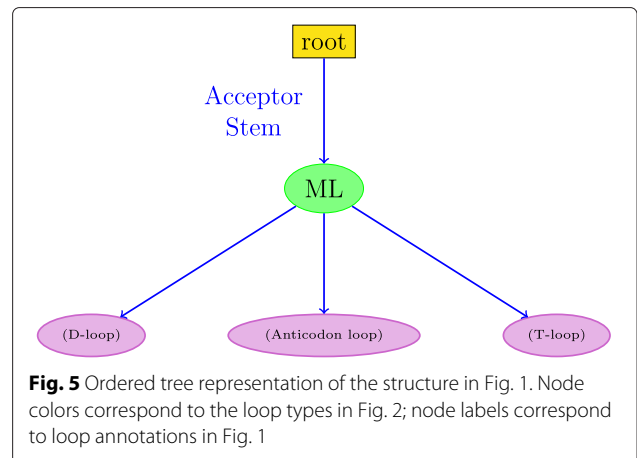 root
Acceptor
Stem
ML
(D-loop)
(Anticodon loop)
(T-loop)
Fig. 5 Ordered tree representation of the structure in Fig. 1. Node
colors correspond to the loop types in Fig. 2; node labels correspond
to loop annotations in Fig. 1